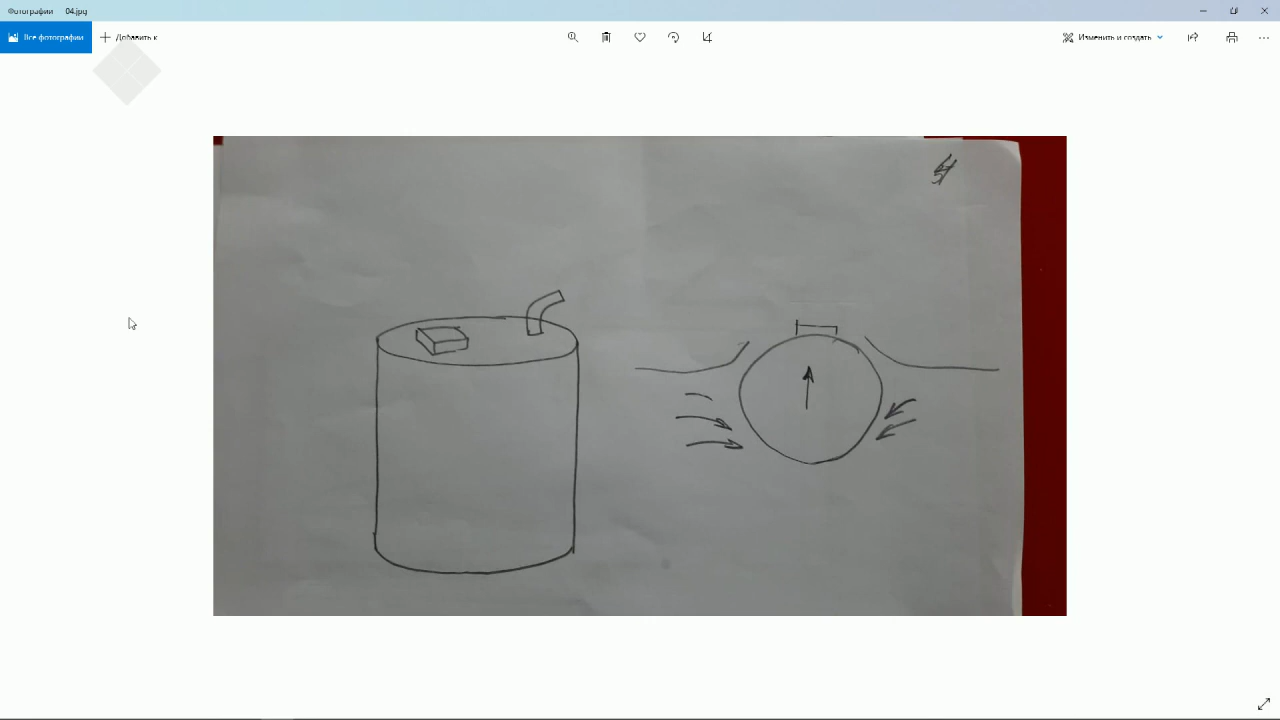 Фотографии 04.jpg
Все фотографии
Добавить к
Изменить и создать